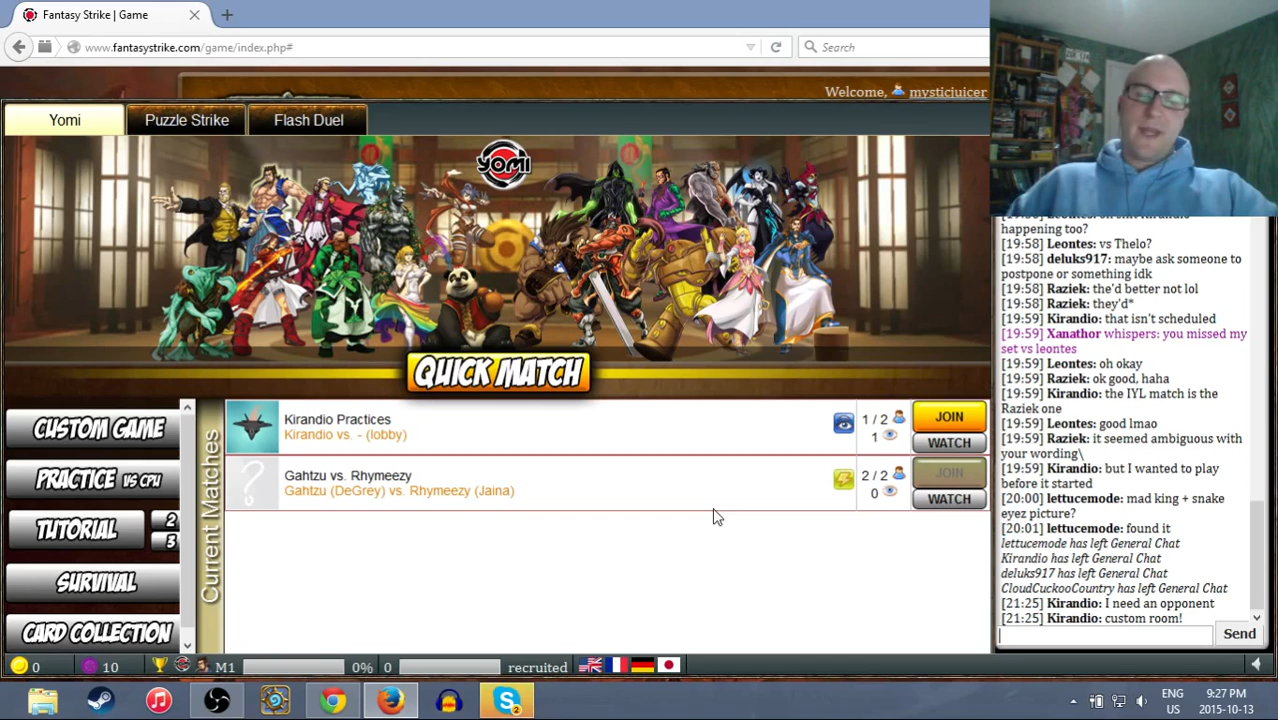 Fantasy Strike | Game
www.fantasystrike.com/game/index.php#
Search
Welcome, mysticjuicer
Yomi
Puzzle Strike
Flash Duel
YOMI
QUICK MATCH
CUSTOM GAME
PRACTICE VS CPU
TUTORIAL
2
3
SURVIVAL
CARD COLLECTION
Current Matches
Kirandio Practices
Kirandio vs. - (lobby)
1 / 2
1
JOIN
WATCH
Gahtzu vs. Rhymeezy
Gahtzu (DeGrey) vs. Rhymeezy (Jaina)
2 / 2
0
JOIN
WATCH
happening too?
[19:58] Leontes: vs Thelo?
[19:58] deluks917: maybe ask someone to
postpone or something idk
[19:58] Raziek: the'd better not lol
[19:58] Raziek: they'd*
[19:59] Kirandio: that isn't scheduled
[19:59] Xanathor whispers: you missed my
set vs leontes
[19:59] Leontes: oh okay
[19:59] Raziek: ok good, haha
[19:59] Kirandio: the IYL match is the
Raziek one
[19:59] Leontes: good lmao
[19:59] Raziek: it seemed ambiguous with
your wording\
[19:59] Kirandio: but I wanted to play
before it started
[20:00] lettucemode: mad king + snake
eyez picture?
[20:01] lettucemode: found it
lettucemode has left General Chat
Kirandio has left General Chat
deluks917 has left General Chat
CloudCuckooCountry has left General Chat
[21:25] Kirandio: I need an opponent
[21:25] Kirandio: custom room!
Send
0
10
M1
0%
0
recruited
2
ENG
US
9:27 PM
2015-10-13